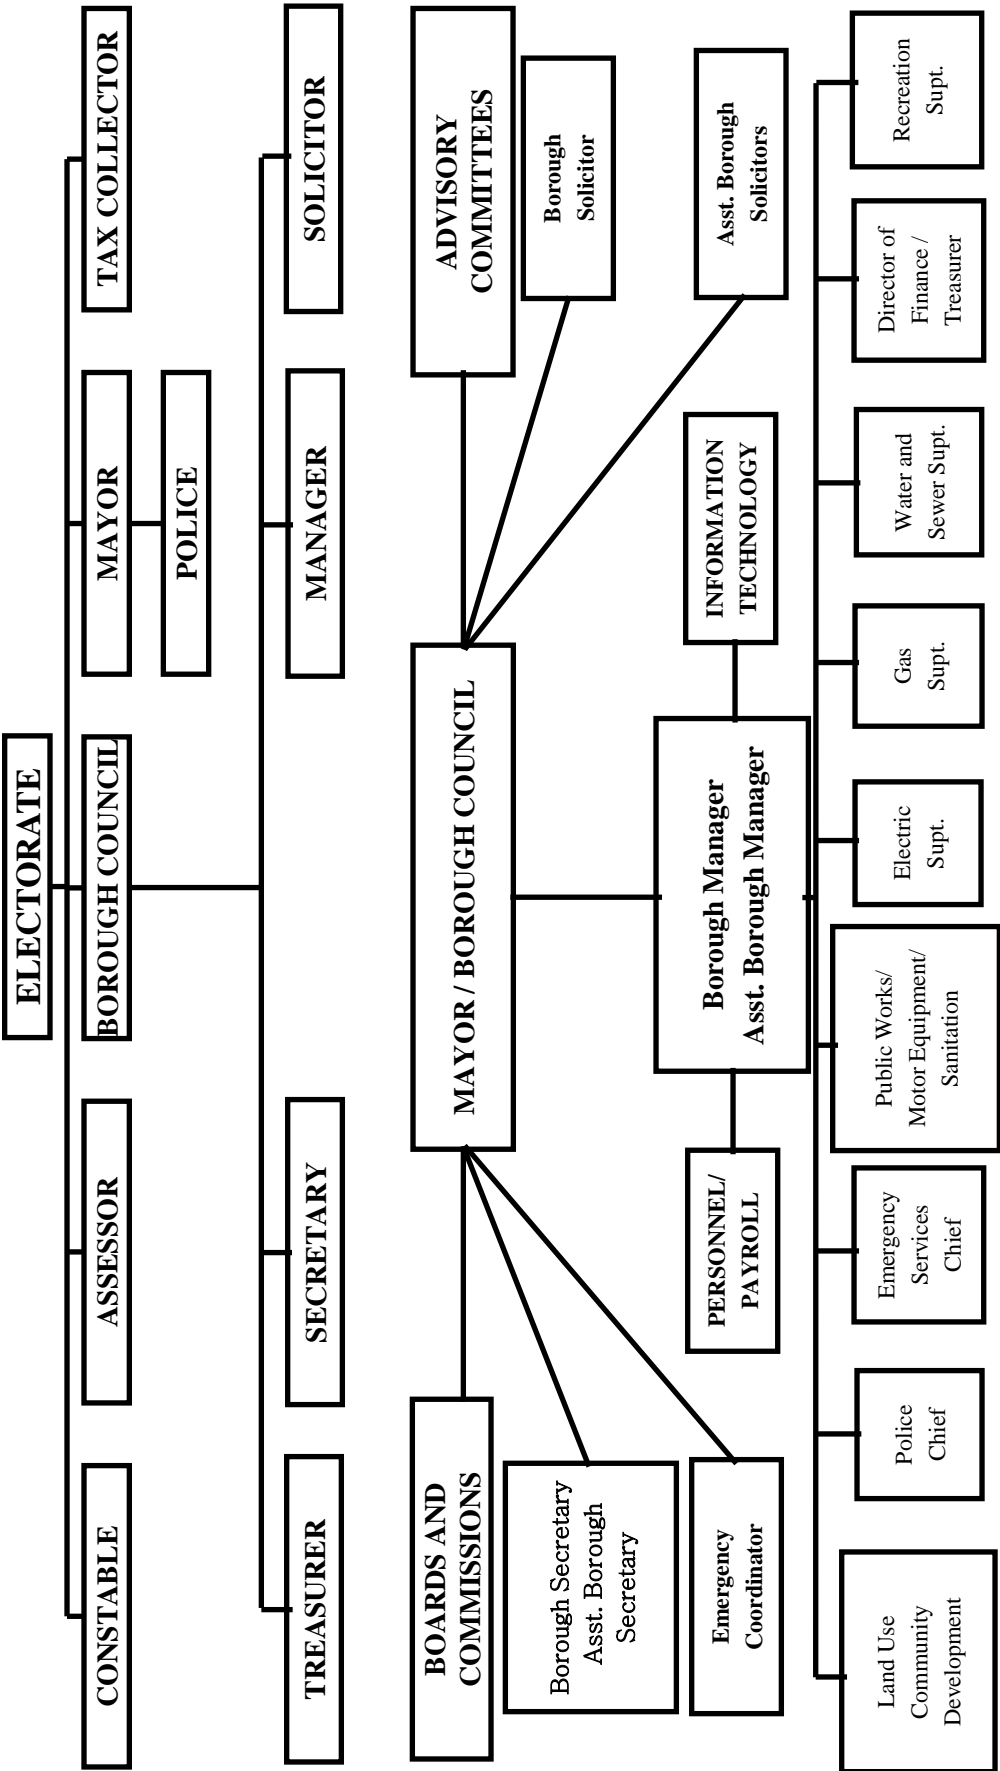 ELECTORATE
CONSTABLE
ASSESSOR
BOROUGH COUNCIL
MAYOR
TAX COLLECTOR
POLICE
TREASURER
SECRETARY
MANAGER
SOLICITOR
BOARDS AND
COMMISSIONS
MAYOR / BOROUGH COUNCIL
ADVISORY
COMMITTEES
Borough Secretary
Asst. Borough
Secretary
Borough
Solicitor
Emergency
Coordinator
PERSONNEL/
PAYROLL
Borough Manager
Asst. Borough Manager
INFORMATION
TECHNOLOGY
Asst. Borough
Solicitors
Land Use
Community
Development
Police
Chief
Emergency
Services
Chief
Public Works/
Motor Equipment/
Sanitation
Electric
Supt.
Gas
Supt.
Water and
Sewer Supt.
Director of
Finance /
Treasurer
Recreation
Supt.